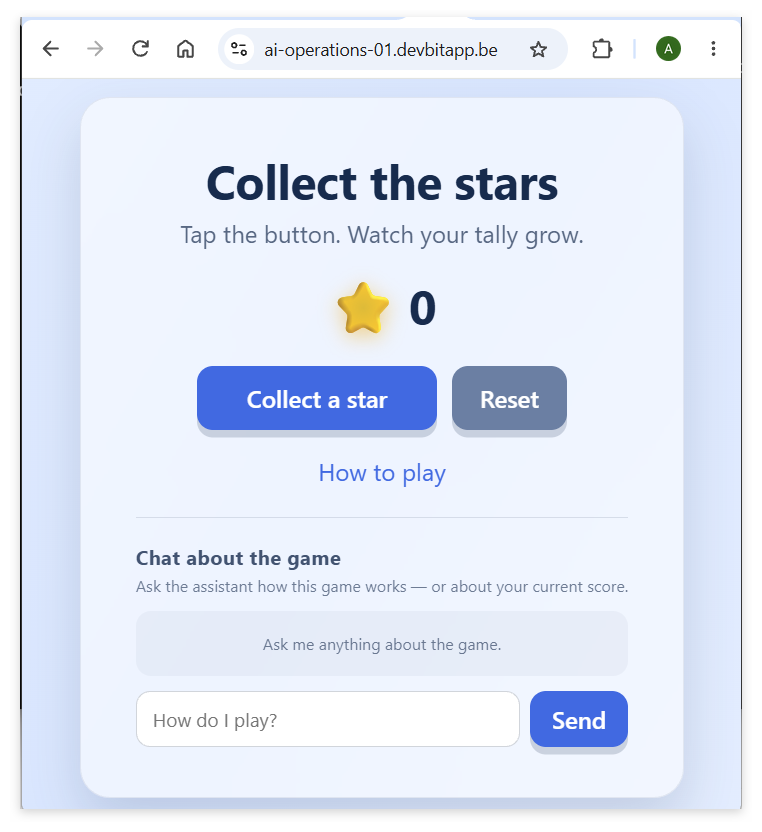 ai-operations-01.devbitapp.be
A
Collect the stars
Tap the button. Watch your tally grow.
0
Collect a star
Reset
How to play
Chat about the game
Ask the assistant how this game works — or about your current score.
Ask me anything about the game.
How do I play?
Send